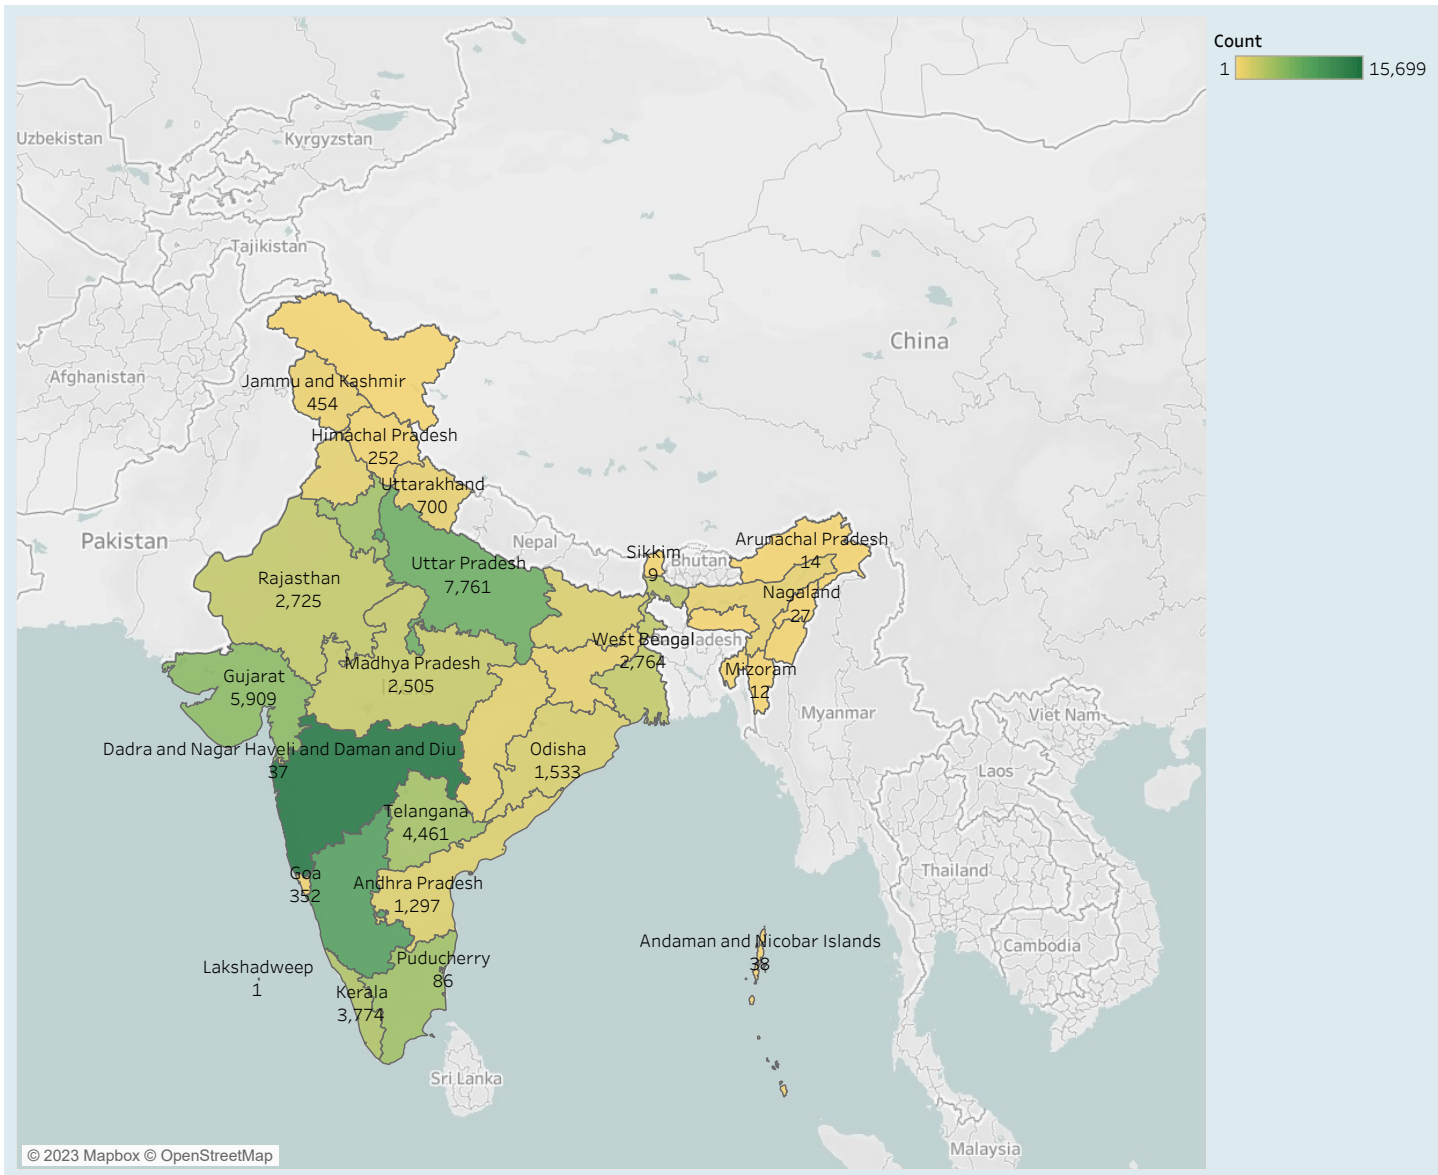 Count
1
15,699
Uzbekistan
Kyrgyzstan
Tajikistan
China
Afghanistan
Jammu and Kashmir
454
Himachal Pradesh
252
Uttarakhand
700
Pakistan
Nepal
Sikkim
9
Bhutan
Arunachal Pradesh
14
Uttar Pradesh
7,761
Rajasthan
2,725
Nagaland
27
West Bengal
2,764
Madhya Pradesh
2,505
Gujarat
5,909
Mizoram
12
Myanmar
Viet Nam
Dadra and Nagar Haveli and Daman and Diu
37
Odisha
1,533
Laos
Telangana
4,461
Goa
352
Andhra Pradesh
1,297
Thailand
Andaman and Nicobar Islands
38
Cambodia
Lakshadweep
1
Puducherry
86
Kerala
3,774
Sri Lanka
Malaysia
© 2023 Mapbox © OpenStreetMap